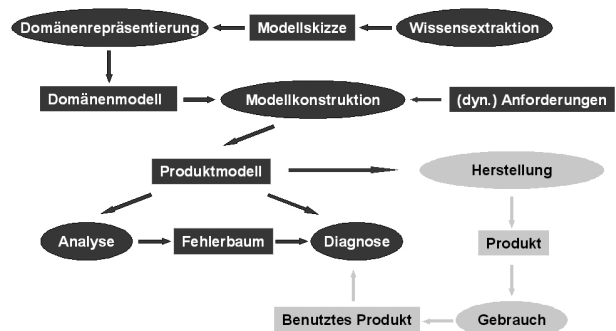 Domänenrepräsentierung
Modellskizze
Wissensextraktion
Domänenmodell
Modellkonstruktion
(dyn.) Anforderungen
Produktmodell
Herstellung
Analyse
Fehlerbaum
Diagnose
Produkt
Benutztes Produkt
Gebrauch